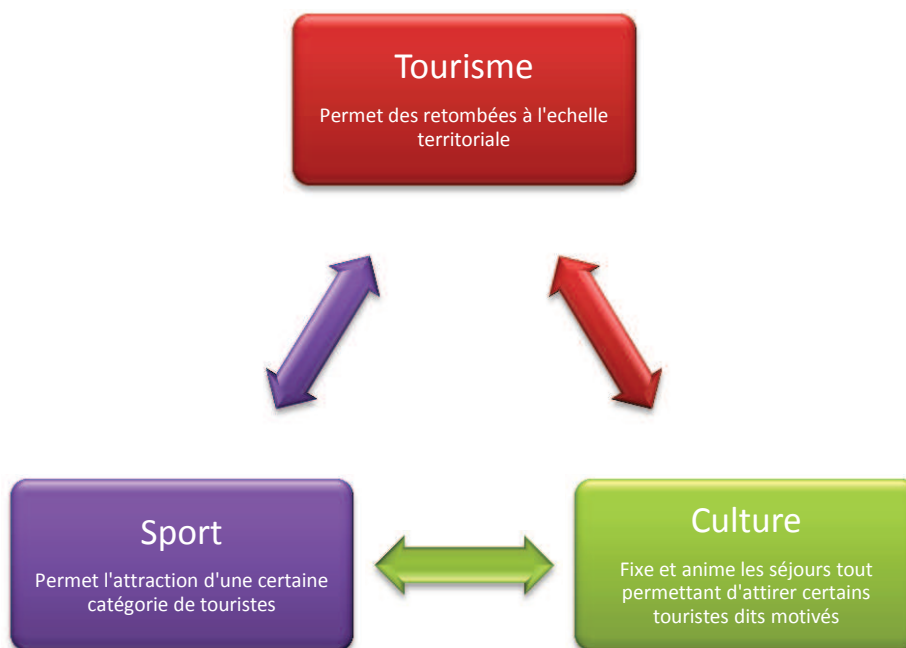 Tourisme
Permet des retombées à l'echelle
territoriale
Sport
Permet l'attraction d'une certaine
catégorie de touristes
Culture
Fixe et anime les séjours tout
permettant d'attirer certains
touristes dits motivés